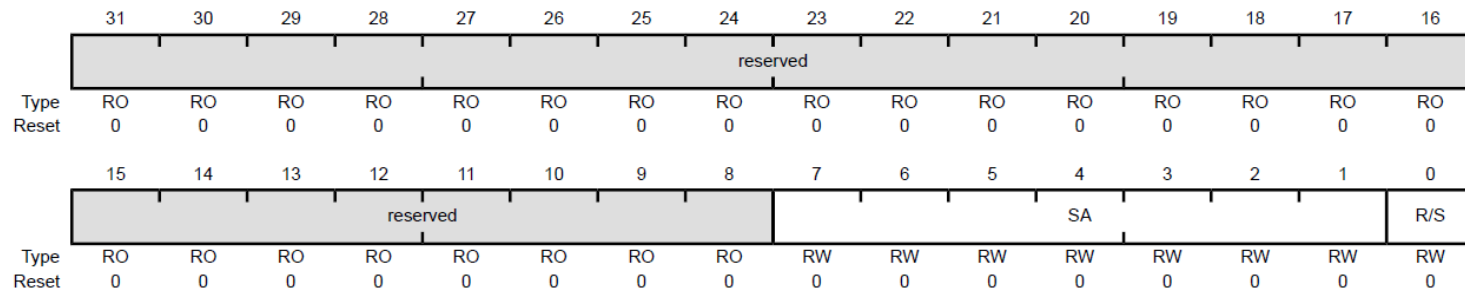 31 30 29 28 27 26 25 24 23 22 21 20 19 18 17 16
reserved
Type RO RO RO RO RO RO RO RO RO RO RO RO RO RO RO RO
Reset 0 0 0 0 0 0 0 0 0 0 0 0 0 0 0 0
15 14 13 12 11 10 9 8 7 6 5 4 3 2 1 0
reserved SA R/S
Type RO RO RO RO RO RO RO RO RW RW RW RW RW RW RW RW
Reset 0 0 0 0 0 0 0 0 0 0 0 0 0 0 0 0